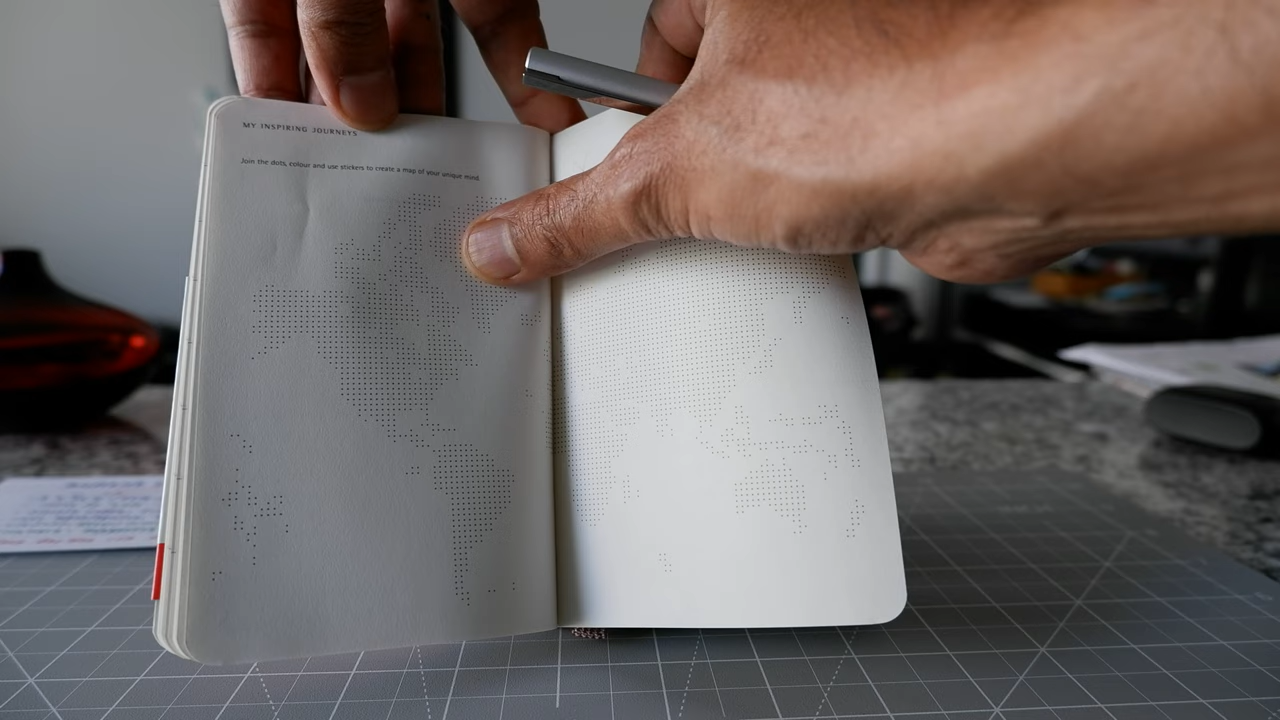 MY INSPIRING JOURNEYS
Join the dots, colour and use stickers to create a map of your unique mind.